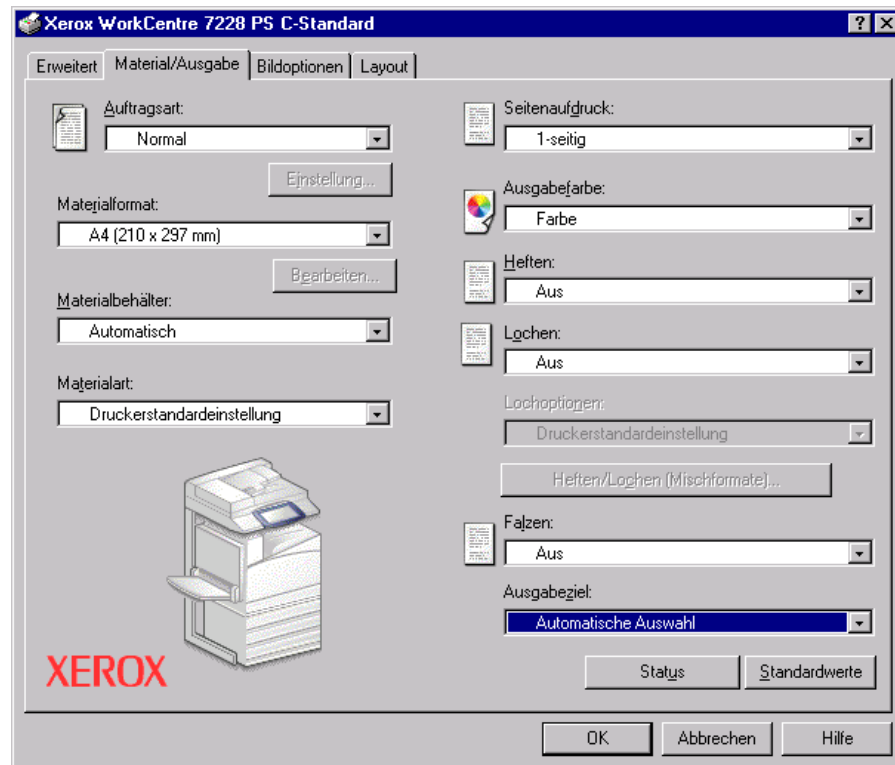 Xerox WorkCentre 7228 PS C-Standard
Erweitert
Material/Ausgabe
Bildoptionen
Layout
Auftragsart:
Normal
Einstellung...
Materialformat:
A4 (210 x 297 mm)
Bearbeiten...
Materialbehälter:
Automatisch
Materialart:
Druckerstandardeinstellung
XEROX
Seitenaufdruck:
1-seitig
Ausgabefarbe:
Farbe
Heften:
Aus
Lochen:
Aus
Lochoptionen:
Druckerstandardeinstellung
Heften/Lochen (Mischformate)...
Falzen:
Aus
Ausgabeziel:
Automatische Auswahl
Status
Standardwerte
OK
Abbrechen
Hilfe